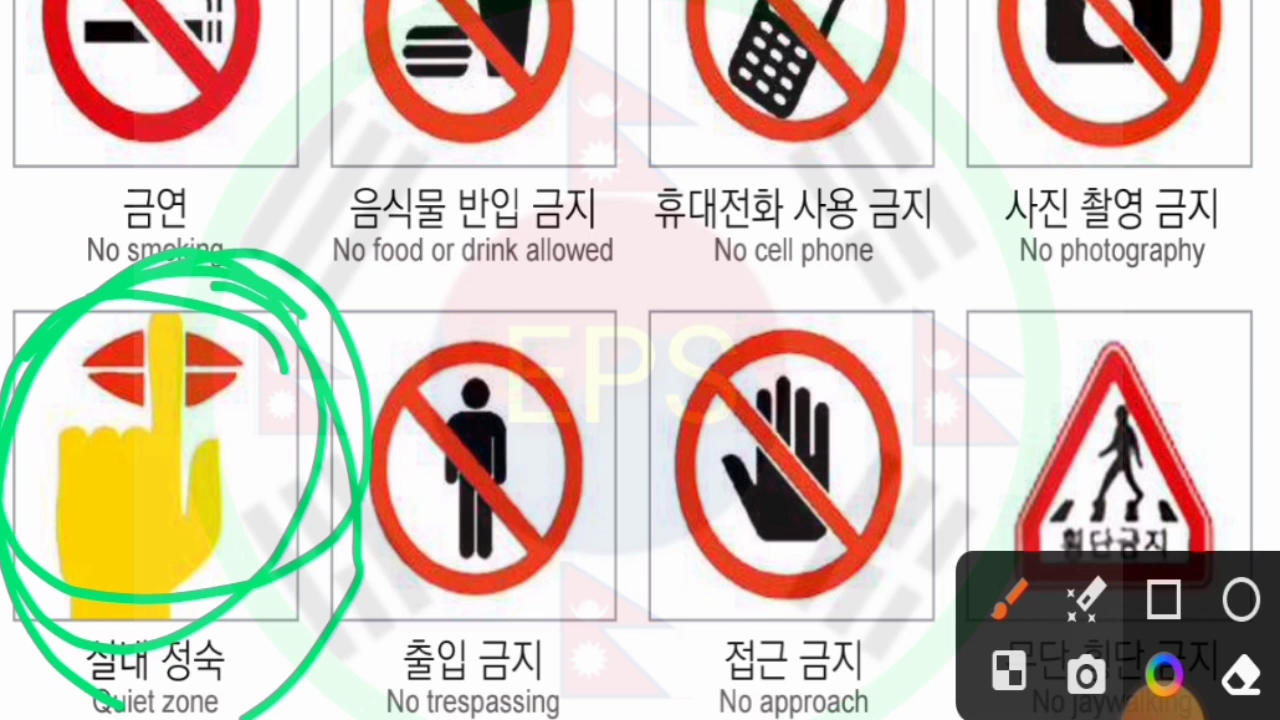 금연
No smoking
음식물 반입 금지
No food or drink allowed
휴대전화 사용 금지
No cell phone
사진 촬영 금지
No photography
EPS
횡단금지
실내 정숙
Quiet zone
출입 금지
No trespassing
접근 금지
No approach
무단 횡단 금지
No jaywalking